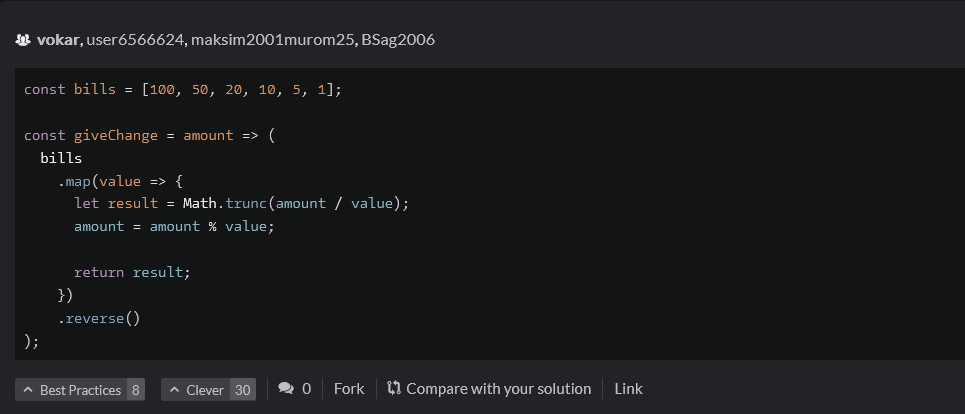 vokar, user6566624, maksim2001murom25, BSag2006
const bills = [100, 50, 20, 10, 5, 1];
const giveChange = amount => (
  bills
    .map(value => {
      let result = Math.trunc(amount / value);
      amount = amount % value;
      return result;
    })
    .reverse()
);
Best Practices 8 Clever 30 0 Fork Compare with your solution Link